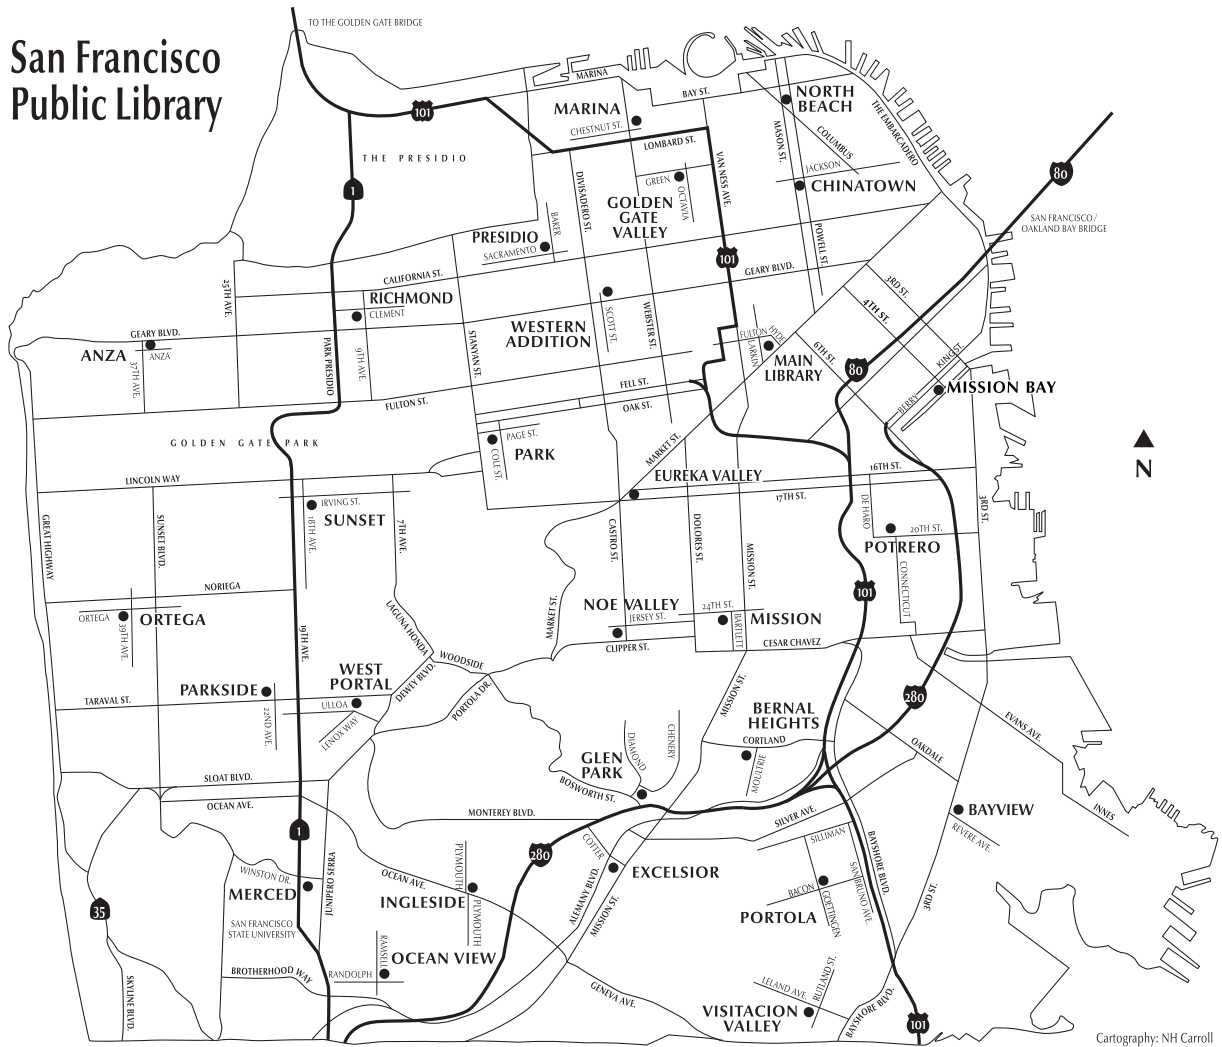 San Francisco
Public Library
TO THE GOLDEN GATE BRIDGE
101
THE PRESIDIO
1
MARINA
MARINA
CHESTNUT ST.
BAY ST.
LOMBARD ST.
NORTH
BEACH
MASON ST.
COLUMBUS
THE EMBARCADERO
JACKSON
CHINATOWN
VAN NESS AVE.
GREEN
OCTAVIA
GOLDEN
GATE
VALLEY
DIVISADERO ST.
BAKER
PRESIDIO
SACRAMENTO
POWELL ST.
80
SAN FRANCISCO/
OAKLAND BAY BRIDGE
101
GEARY BLVD.
CALIFORNIA ST.
25TH AVE.
RICHMOND
CLEMENT
GEARY BLVD.
ANZA
ANZA
37TH AVE.
PARK PRESIDIO
9TH AVE.
STANYAN ST.
WESTERN
ADDITION
SCOTT ST.
WEBSTER ST.
FULTON
HYDE
LARKIN
MAIN
LIBRARY
3RD ST.
4TH ST.
6TH ST.
KING ST.
80
BERRY
MISSION BAY
FULTON ST.
FELL ST.
OAK ST.
GOLDEN GATE PARK
PAGE ST.
COLE ST.
PARK
MARKET ST.
EUREKA VALLEY
16TH ST.
17TH ST.
N
LINCOLN WAY
IRVING ST.
SUNSET
18TH AVE.
7TH AVE.
GREAT HIGHWAY
SUNSET BLVD.
CASTRO ST.
DOLORES ST.
MISSION ST.
DE HARO
20TH ST.
3RD ST.
POTRERO
CONNECTICUT
101
NORIEGA
ORTEGA
ORTEGA
39TH AVE.
19TH AVE.
LAGUNA HONDA
MARKET ST.
NOE VALLEY
JERSEY ST.
CLIPPER ST.
24TH ST.
MISSION
BARTLETT
CESAR CHAVEZ
WOODSIDE
DEWEY BLVD.
PORTOLA DR.
WEST
PORTAL
ULLOA
LENOX WAY
PARKSIDE
TARAVAL ST.
22ND AVE.
MISSION ST.
280
BERNAL
HEIGHTS
CORTLAND
MOULTRIE
EVANS AVE.
OAKDALE
INNES
GLEN
PARK
DIAMOND
CHENERY
BOSWORTH ST.
SLOAT BLVD.
OCEAN AVE.
MONTEREY BLVD.
SILVER AVE.
BAYVIEW
REVERE AVE.
1
280
COTTER
EXCELSIOR
ALEMANY BLVD.
MISSION ST.
SILLIMAN
BAYSHORE BLVD.
SAN BRUNO AVE.
BACON
GOETTINGEN
PORTOLA
3RD ST.
WINSTON DR.
MERCED
JUNIPERO SERRA
OCEAN AVE.
PLYMOUTH
PLYMOUTH
INGLESIDE
35
SAN FRANCISCO
STATE UNIVERSITY
RAMSELL
RANDOLPH
OCEAN VIEW
BROTHERHOOD WAY
SKYLINE BLVD.
GENEVA AVE.
LELAND AVE.
RUTLAND ST.
VISITACION
VALLEY
BAYSHORE BLVD.
101
Cartography: NH Carroll